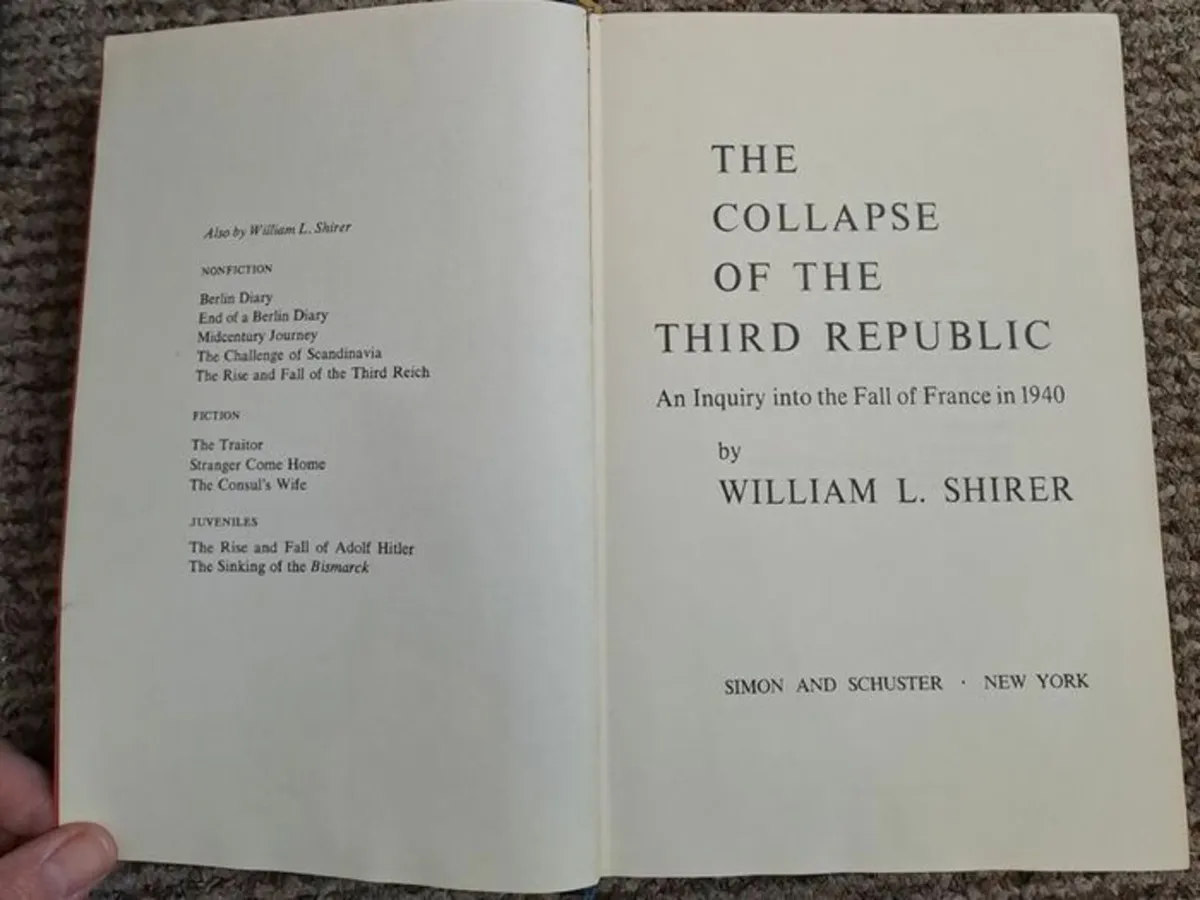 Also by William L. Shirer
NONFICTION
Berlin Diary
End of a Berlin Diary
Midcentury Journey
The Challenge of Scandinavia
The Rise and Fall of the Third Reich
FICTION
The Traitor
Stranger Come Home
The Consul's Wife
JUVENILES
The Rise and Fall of Adolf Hitler
The Sinking of the Bismarck
THE
COLLAPSE
OF THE
THIRD REPUBLIC
An Inquiry into the Fall of France in 1940
by
WILLIAM L. SHIRER
SIMON AND SCHUSTER · NEW YORK